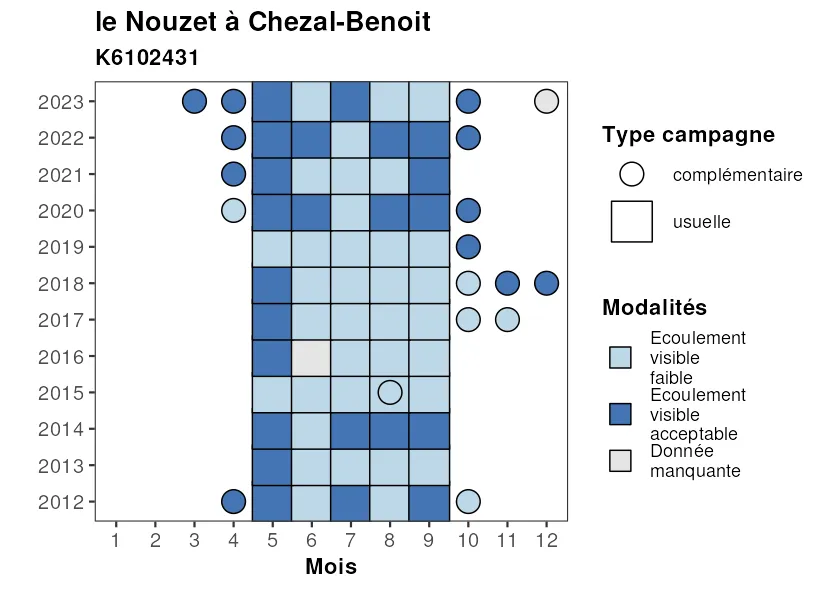 le Nouzet à Chezal-Benoit
K6102431
2023
2022
2021
2020
2019
2018
2017
2016
2015
2014
2013
2012
1 2 3 4 5 6 7 8 9 10 11 12
Mois
Type campagne
complémentaire
usuelle
Modalités
Ecoulement
visible
faible
Ecoulement
visible
acceptable
Donnée
manquante